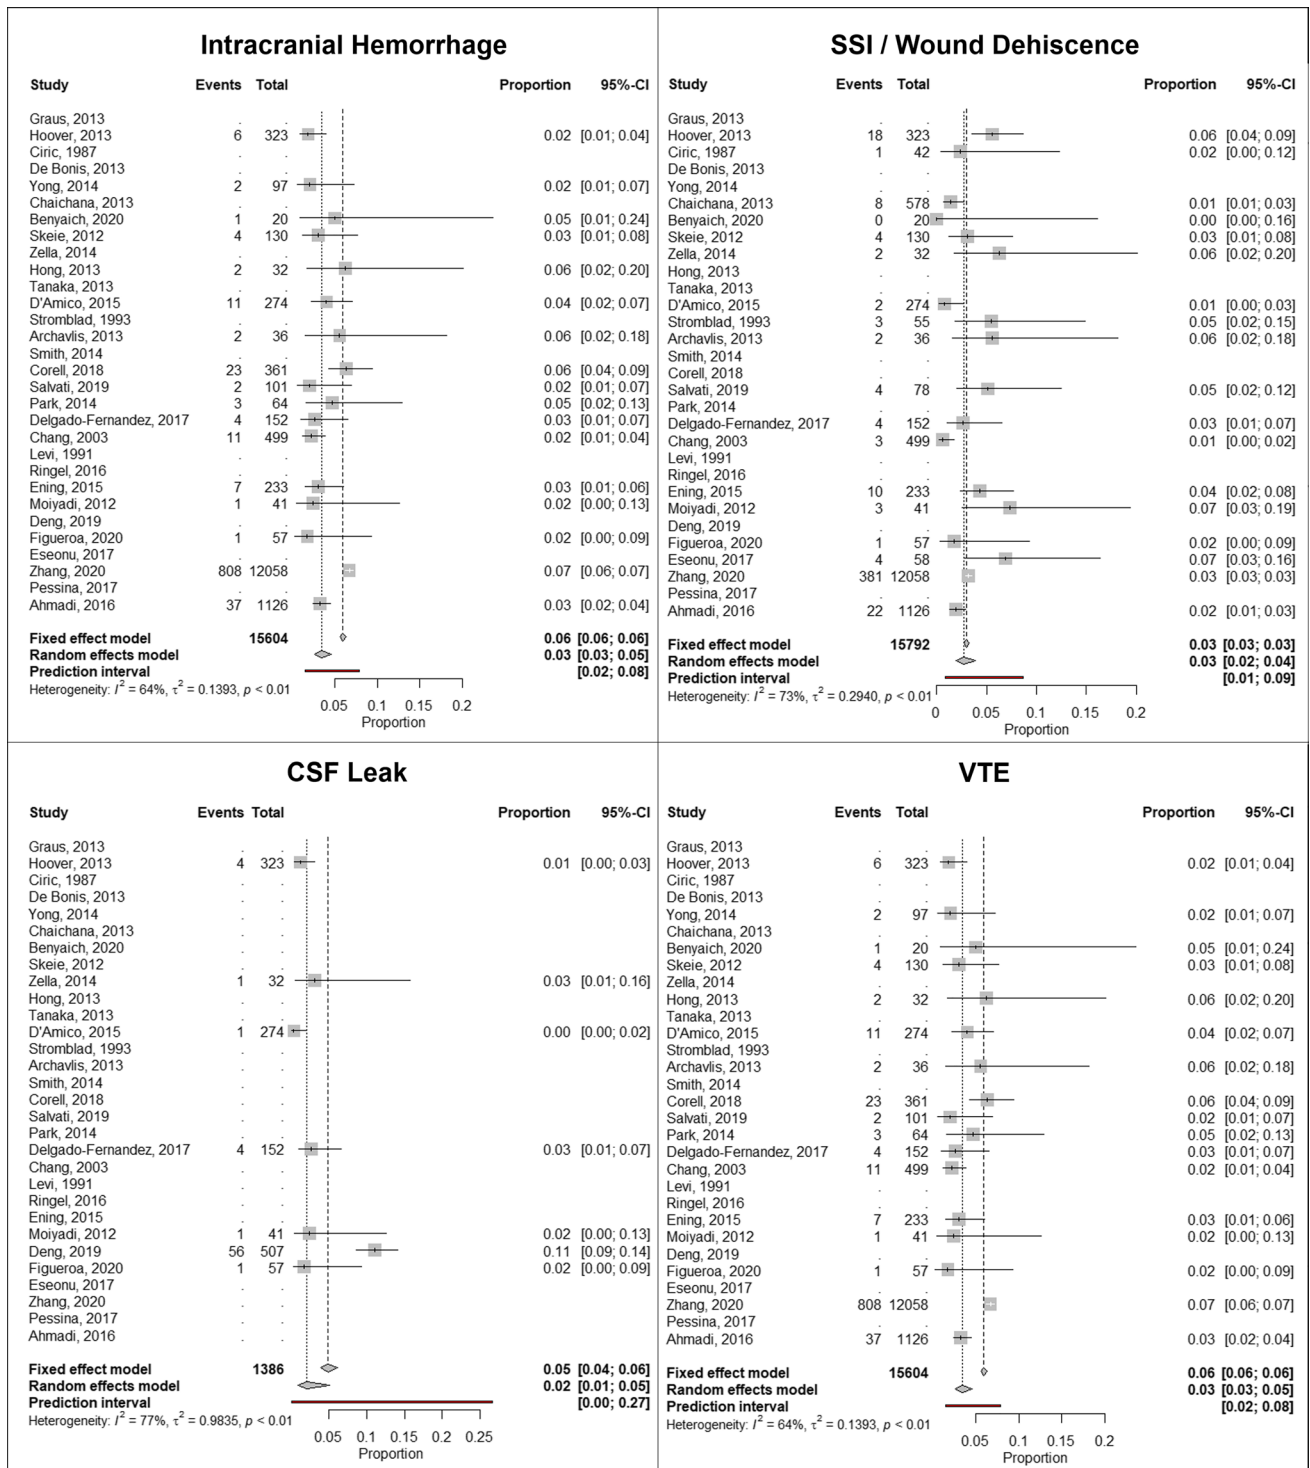 Intracranial Hemorrhage
Study Events Total Proportion 95%-CI
Graus, 2013 . .
Hoover, 2013 6 323 0.02 [0.01; 0.04]
Ciric, 1987 . .
De Bonis, 2013 . .
Yong, 2014 2 97 0.02 [0.01; 0.07]
Chaichana, 2013 . .
Benyaich, 2020 1 20 0.05 [0.01; 0.24]
Skeie, 2012 4 130 0.03 [0.01; 0.08]
Zella, 2014 . .
Hong, 2013 2 32 0.06 [0.02; 0.20]
Tanaka, 2013 . .
D'Amico, 2015 11 274 0.04 [0.02; 0.07]
Stromblad, 1993 . .
Archavlis, 2013 2 36 0.06 [0.02; 0.18]
Smith, 2014 . .
Corell, 2018 23 361 0.06 [0.04; 0.09]
Salvati, 2019 2 101 0.02 [0.01; 0.07]
Park, 2014 3 64 0.05 [0.02; 0.13]
Delgado-Fernandez, 2017 4 152 0.03 [0.01; 0.07]
Chang, 2003 11 499 0.02 [0.01; 0.04]
Levi, 1991 . .
Ringel, 2016 . .
Ening, 2015 7 233 0.03 [0.01; 0.06]
Moiyadi, 2012 1 41 0.02 [0.00; 0.13]
Deng, 2019 . .
Figueroa, 2020 1 57 0.02 [0.00; 0.09]
Eseonu, 2017 . .
Zhang, 2020 808 12058 0.07 [0.06; 0.07]
Pessina, 2017 . .
Ahmadi, 2016 37 1126 0.03 [0.02; 0.04]
Fixed effect model 15604 0.06 [0.06; 0.06]
Random effects model 0.03 [0.03; 0.05]
Prediction interval [0.02; 0.08]
Heterogeneity: I² = 64%, τ² = 0.1393, p < 0.01
0.05 0.1 0.15 0.2
Proportion
SSI / Wound Dehiscence
Study Events Total Proportion 95%-CI
Graus, 2013 . .
Hoover, 2013 18 323 0.06 [0.04; 0.09]
Ciric, 1987 1 42 0.02 [0.00; 0.12]
De Bonis, 2013 . .
Yong, 2014 . .
Chaichana, 2013 8 578 0.01 [0.01; 0.03]
Benyaich, 2020 0 20 0.00 [0.00; 0.16]
Skeie, 2012 4 130 0.03 [0.01; 0.08]
Zella, 2014 2 32 0.06 [0.02; 0.20]
Hong, 2013 . .
Tanaka, 2013 . .
D'Amico, 2015 2 274 0.01 [0.00; 0.03]
Stromblad, 1993 3 55 0.05 [0.02; 0.15]
Archavlis, 2013 2 36 0.06 [0.02; 0.18]
Smith, 2014 . .
Corell, 2018 . .
Salvati, 2019 4 78 0.05 [0.02; 0.12]
Park, 2014 . .
Delgado-Fernandez, 2017 4 152 0.03 [0.01; 0.07]
Chang, 2003 3 499 0.01 [0.00; 0.02]
Levi, 1991 . .
Ringel, 2016 . .
Ening, 2015 10 233 0.04 [0.02; 0.08]
Moiyadi, 2012 3 41 0.07 [0.03; 0.19]
Deng, 2019 . .
Figueroa, 2020 1 57 0.02 [0.00; 0.09]
Eseonu, 2017 4 58 0.07 [0.03; 0.16]
Zhang, 2020 381 12058 0.03 [0.03; 0.03]
Pessina, 2017 . .
Ahmadi, 2016 22 1126 0.02 [0.01; 0.03]
Fixed effect model 15792 0.03 [0.03; 0.03]
Random effects model 0.03 [0.02; 0.04]
Prediction interval [0.01; 0.09]
Heterogeneity: I² = 73%, τ² = 0.2940, p < 0.01
0 0.05 0.1 0.15 0.2
Proportion
CSF Leak
Study Events Total Proportion 95%-CI
Graus, 2013 . .
Hoover, 2013 4 323 0.01 [0.00; 0.03]
Ciric, 1987 . .
De Bonis, 2013 . .
Yong, 2014 . .
Chaichana, 2013 . .
Benyaich, 2020 . .
Skeie, 2012 . .
Zella, 2014 1 32 0.03 [0.01; 0.16]
Hong, 2013 . .
Tanaka, 2013 . .
D'Amico, 2015 1 274 0.00 [0.00; 0.02]
Stromblad, 1993 . .
Archavlis, 2013 . .
Smith, 2014 . .
Corell, 2018 . .
Salvati, 2019 . .
Park, 2014 . .
Delgado-Fernandez, 2017 4 152 0.03 [0.01; 0.07]
Chang, 2003 . .
Levi, 1991 . .
Ringel, 2016 . .
Ening, 2015 . .
Moiyadi, 2012 1 41 0.02 [0.00; 0.13]
Deng, 2019 56 507 0.11 [0.09; 0.14]
Figueroa, 2020 1 57 0.02 [0.00; 0.09]
Eseonu, 2017 . .
Zhang, 2020 . .
Pessina, 2017 . .
Ahmadi, 2016 . .
Fixed effect model 1386 0.05 [0.04; 0.06]
Random effects model 0.02 [0.01; 0.05]
Prediction interval [0.00; 0.27]
Heterogeneity: I² = 77%, τ² = 0.9835, p < 0.01
0.05 0.1 0.15 0.2 0.25
Proportion
VTE
Study Events Total Proportion 95%-CI
Graus, 2013 . .
Hoover, 2013 6 323 0.02 [0.01; 0.04]
Ciric, 1987 . .
De Bonis, 2013 . .
Yong, 2014 2 97 0.02 [0.01; 0.07]
Chaichana, 2013 . .
Benyaich, 2020 1 20 0.05 [0.01; 0.24]
Skeie, 2012 4 130 0.03 [0.01; 0.08]
Zella, 2014 . .
Hong, 2013 2 32 0.06 [0.02; 0.20]
Tanaka, 2013 . .
D'Amico, 2015 11 274 0.04 [0.02; 0.07]
Stromblad, 1993 . .
Archavlis, 2013 2 36 0.06 [0.02; 0.18]
Smith, 2014 . .
Corell, 2018 23 361 0.06 [0.04; 0.09]
Salvati, 2019 2 101 0.02 [0.01; 0.07]
Park, 2014 3 64 0.05 [0.02; 0.13]
Delgado-Fernandez, 2017 4 152 0.03 [0.01; 0.07]
Chang, 2003 11 499 0.02 [0.01; 0.04]
Levi, 1991 . .
Ringel, 2016 . .
Ening, 2015 7 233 0.03 [0.01; 0.06]
Moiyadi, 2012 1 41 0.02 [0.00; 0.13]
Deng, 2019 . .
Figueroa, 2020 1 57 0.02 [0.00; 0.09]
Eseonu, 2017 . .
Zhang, 2020 808 12058 0.07 [0.06; 0.07]
Pessina, 2017 . .
Ahmadi, 2016 37 1126 0.03 [0.02; 0.04]
Fixed effect model 15604 0.06 [0.06; 0.06]
Random effects model 0.03 [0.03; 0.05]
Prediction interval [0.02; 0.08]
Heterogeneity: I² = 64%, τ² = 0.1393, p < 0.01
0.05 0.1 0.15 0.2
Proportion